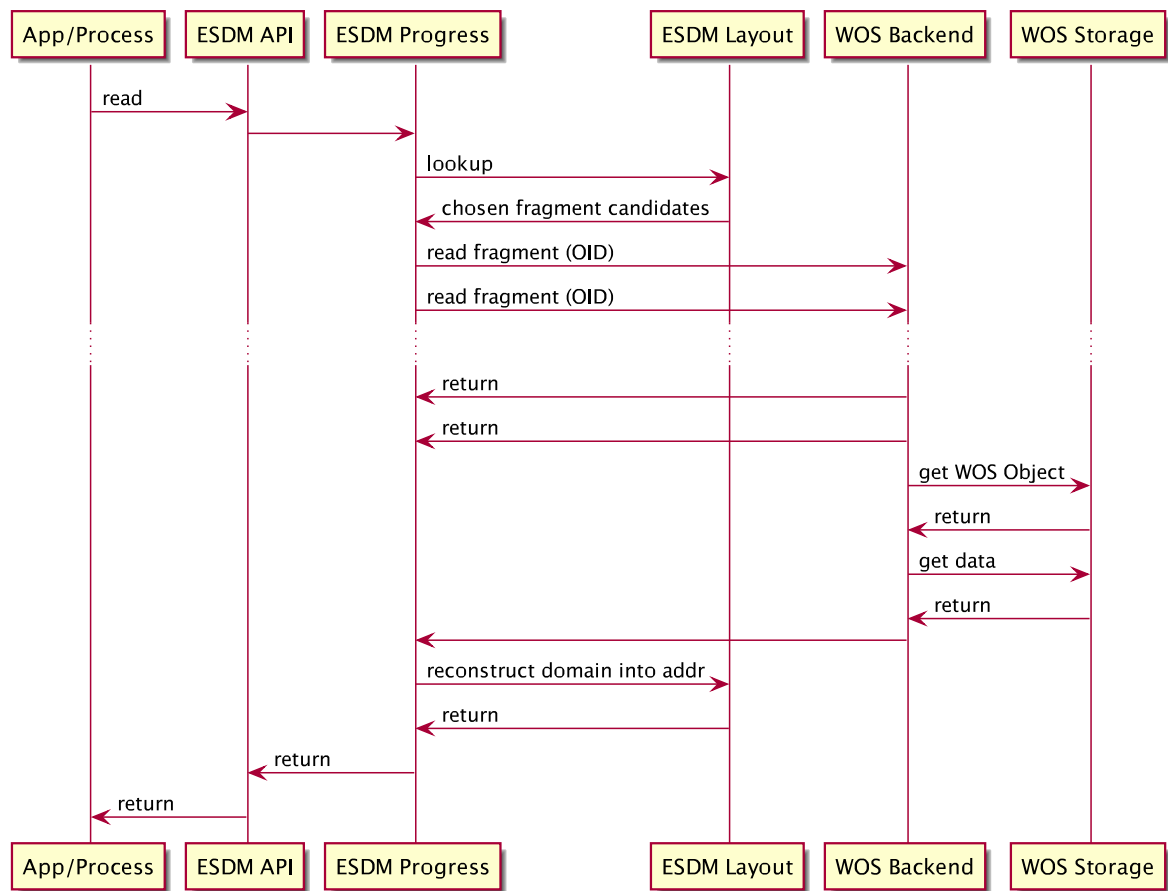 App/Process ESDM API ESDM Progress ESDM Layout WOS Backend WOS Storage
read
lookup
chosen fragment candidates
read fragment (OID)
read fragment (OID)
return
return
get WOS Object
return
get data
return
reconstruct domain into addr
return
return
return
App/Process ESDM API ESDM Progress ESDM Layout WOS Backend WOS Storage